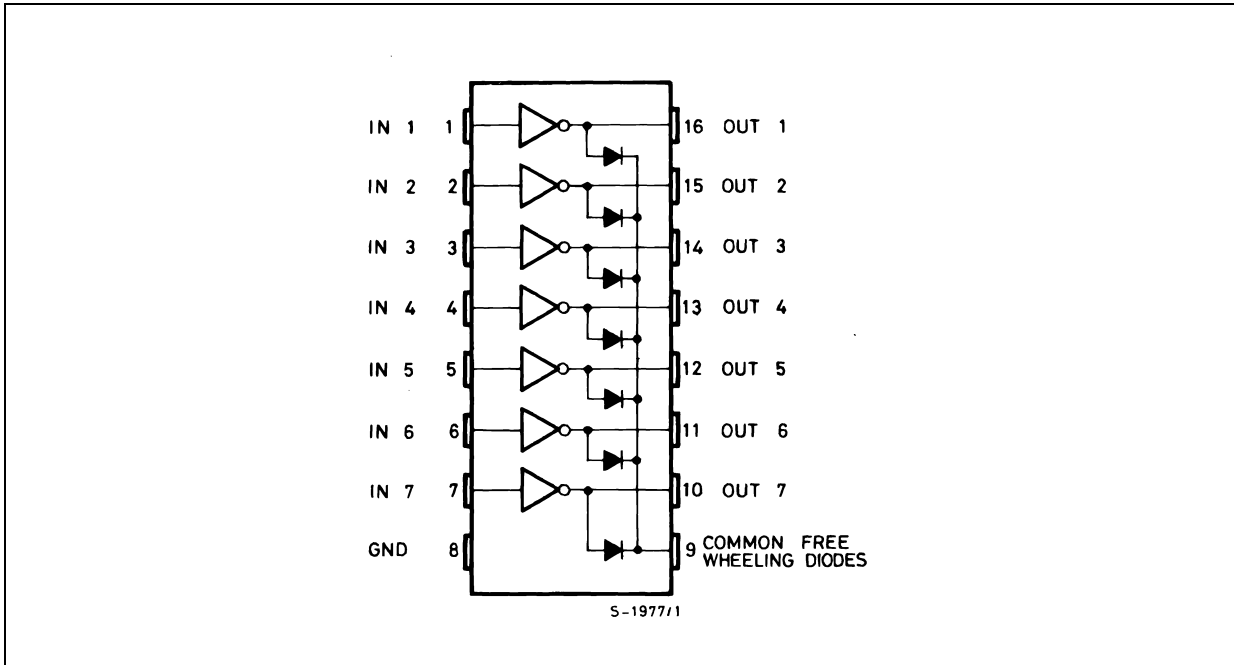 IN 1 1 16 OUT 1
IN 2 2 15 OUT 2
IN 3 3 14 OUT 3
IN 4 4 13 OUT 4
IN 5 5 12 OUT 5
IN 6 6 11 OUT 6
IN 7 7 10 OUT 7
GND 8 9 COMMON FREE
WHEELING DIODES
S-1977/1